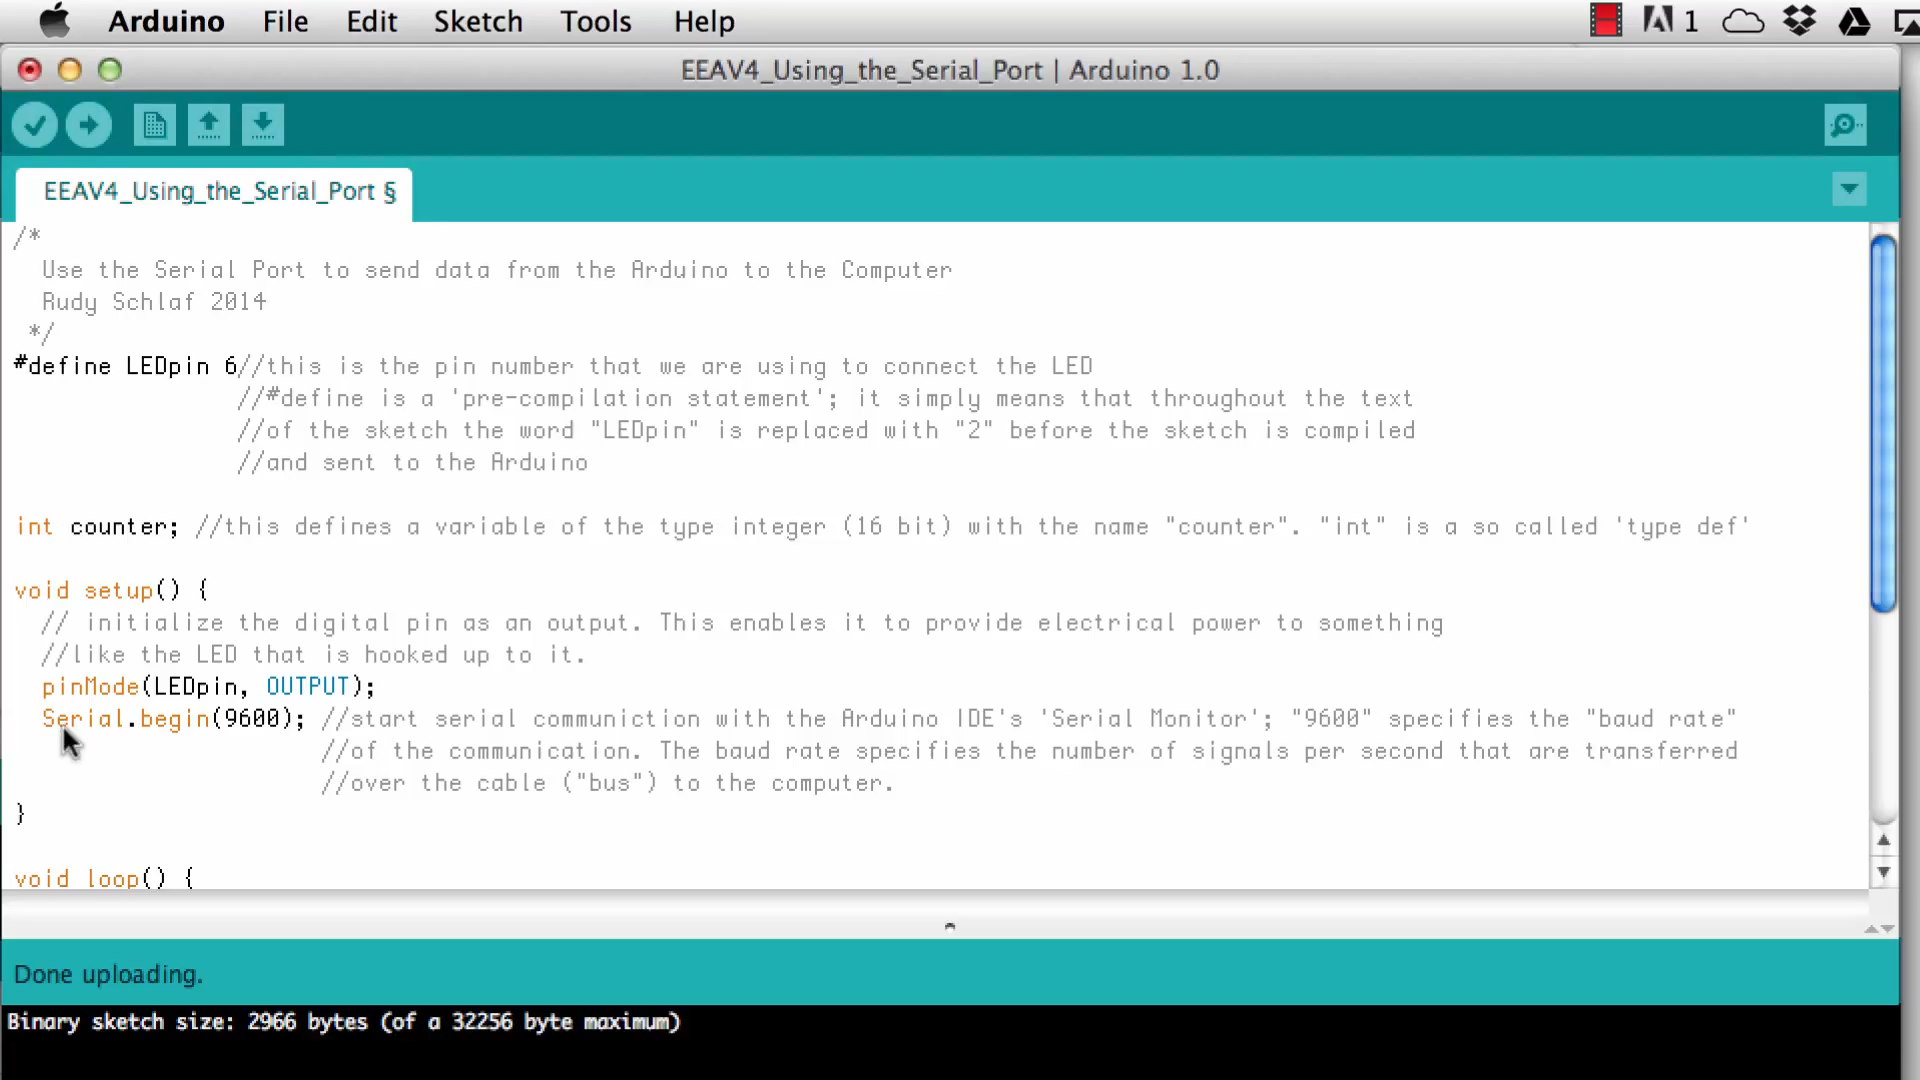 Arduino File Edit Sketch Tools Help 1
EEAV4_Using_the_Serial_Port | Arduino 1.0
EEAV4_Using_the_Serial_Port §
/*
Use the Serial Port to send data from the Arduino to the Computer
Rudy Schlaf 2014
*/
#define LEDpin 6//this is the pin number that we are using to connect the LED
//#define is a 'pre-compilation statement'; it simply means that throughout the text
//of the sketch the word "LEDpin" is replaced with "2" before the sketch is compiled
//and sent to the Arduino
int counter; //this defines a variable of the type integer (16 bit) with the name "counter". "int" is a so called 'type def'
void setup() {
// initialize the digital pin as an output. This enables it to provide electrical power to something
//like the LED that is hooked up to it.
pinMode(LEDpin, OUTPUT);
Serial.begin(9600); //start serial communiction with the Arduino IDE's 'Serial Monitor'; "9600" specifies the "baud rate"
//of the communication. The baud rate specifies the number of signals per second that are transferred
//over the cable ("bus") to the computer.
}
void loop() {
Done uploading.
Binary sketch size: 2966 bytes (of a 32256 byte maximum)